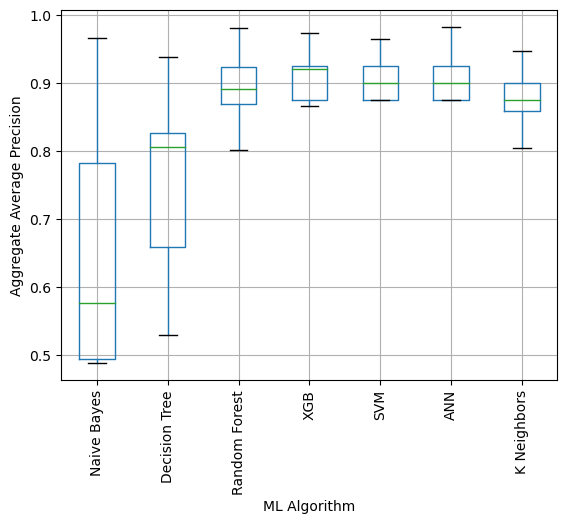 Aggregate Average Precision
1.0
0.9
0.8
0.7
0.6
0.5
Naive Bayes
Decision Tree
Random Forest
XGB
SVM
ANN
K Neighbors
ML Algorithm